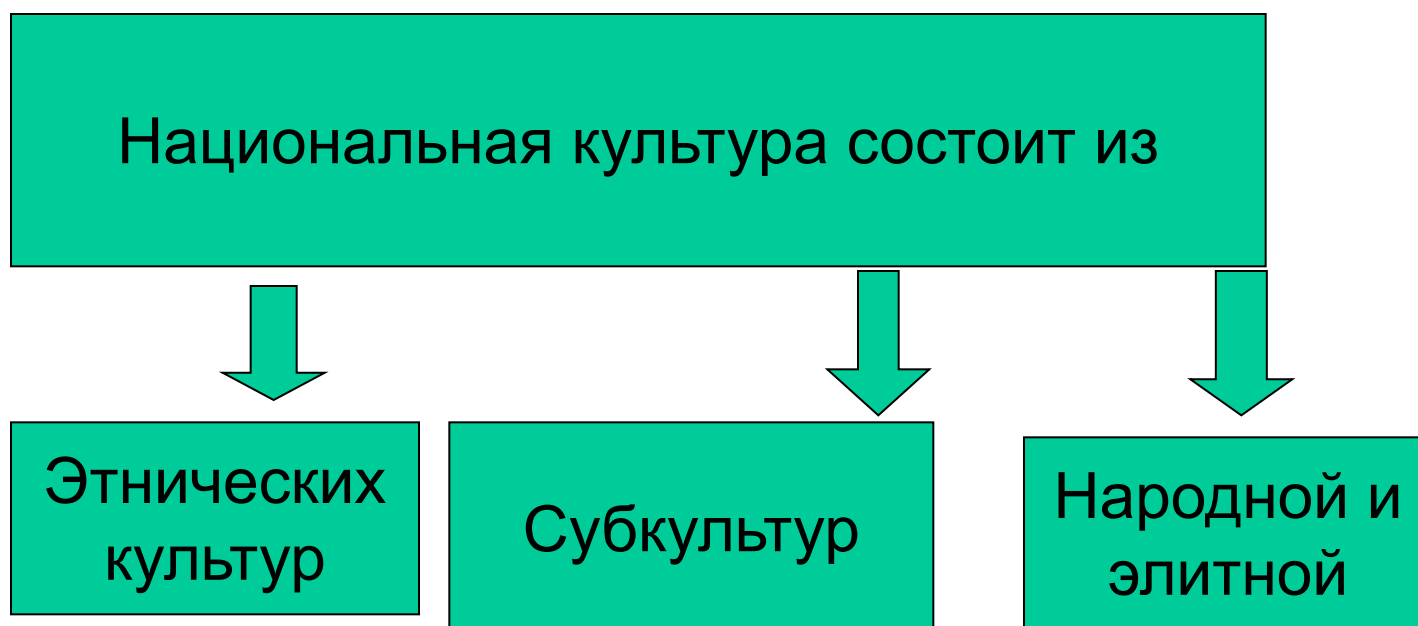 Национальная культура состоит из
Этнических
культур
Субкультур
Народной и
элитной